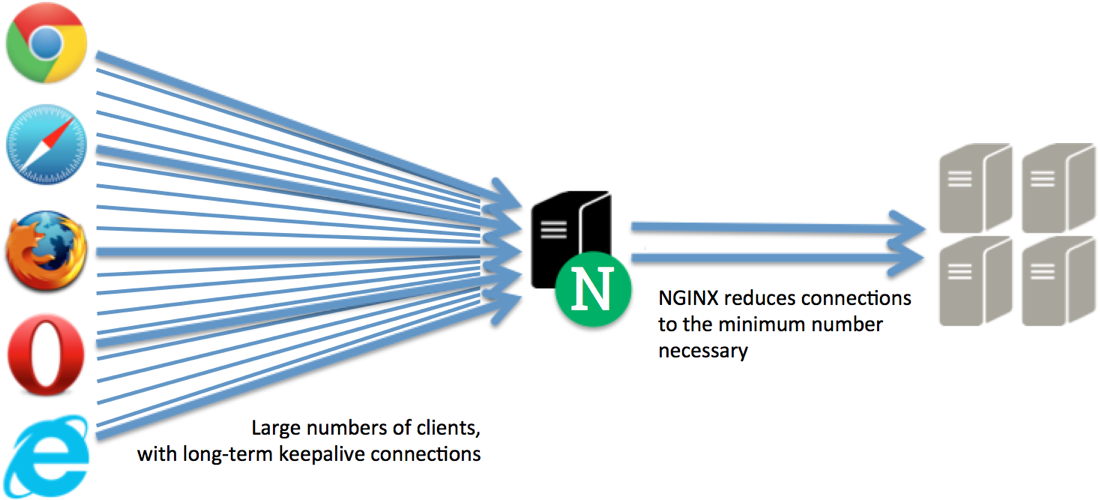 N
NGINX reduces connections
to the minimum number
necessary
Large numbers of clients,
with long-term keepalive connections